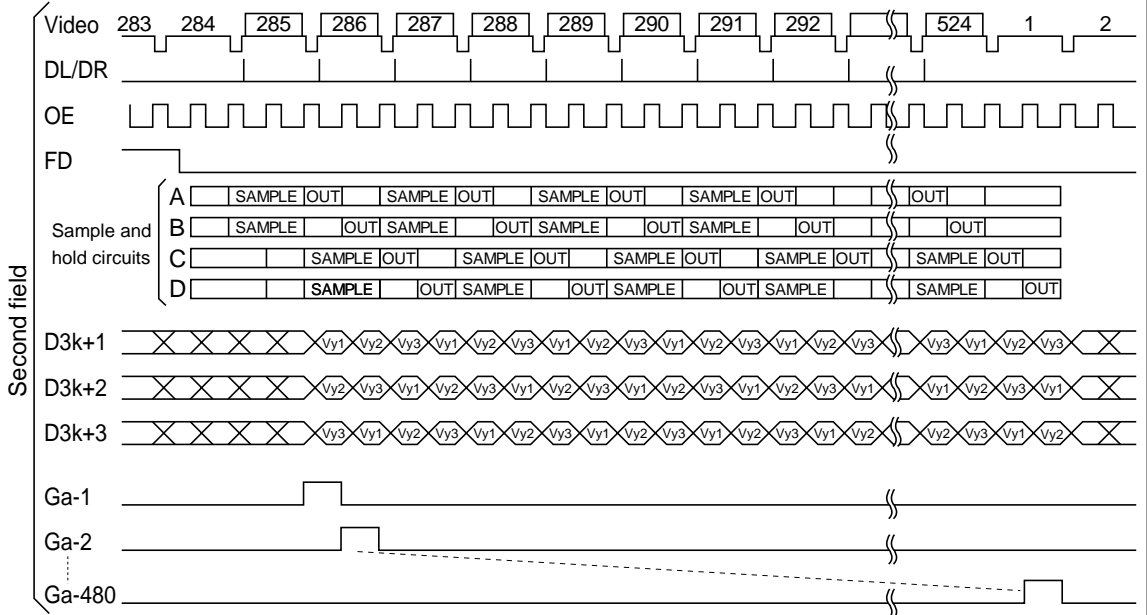 Second field
Video 283 284 285 286 287 288 289 290 291 292 524 1 2
DL/DR
OE
FD
Sample and
hold circuits
A SAMPLE OUT SAMPLE OUT SAMPLE OUT SAMPLE OUT OUT
B SAMPLE OUT SAMPLE OUT SAMPLE OUT SAMPLE OUT OUT
C SAMPLE OUT SAMPLE OUT SAMPLE OUT SAMPLE OUT SAMPLE OUT
D SAMPLE OUT SAMPLE OUT SAMPLE OUT SAMPLE OUT SAMPLE OUT
D3k+1 Vy1 Vy2 Vy3 Vy1 Vy2 Vy3 Vy1 Vy2 Vy3 Vy1 Vy2 Vy3 Vy1 Vy2 Vy3 Vy3 Vy1 Vy2 Vy3
D3k+2 Vy2 Vy3 Vy1 Vy2 Vy3 Vy1 Vy2 Vy3 Vy1 Vy2 Vy3 Vy1 Vy2 Vy3 Vy1 Vy1 Vy2 Vy3 Vy1
D3k+3 Vy3 Vy1 Vy2 Vy3 Vy1 Vy2 Vy3 Vy1 Vy2 Vy3 Vy1 Vy2 Vy3 Vy1 Vy2 Vy2 Vy3 Vy1 Vy2
Ga-1
Ga-2
Ga-480